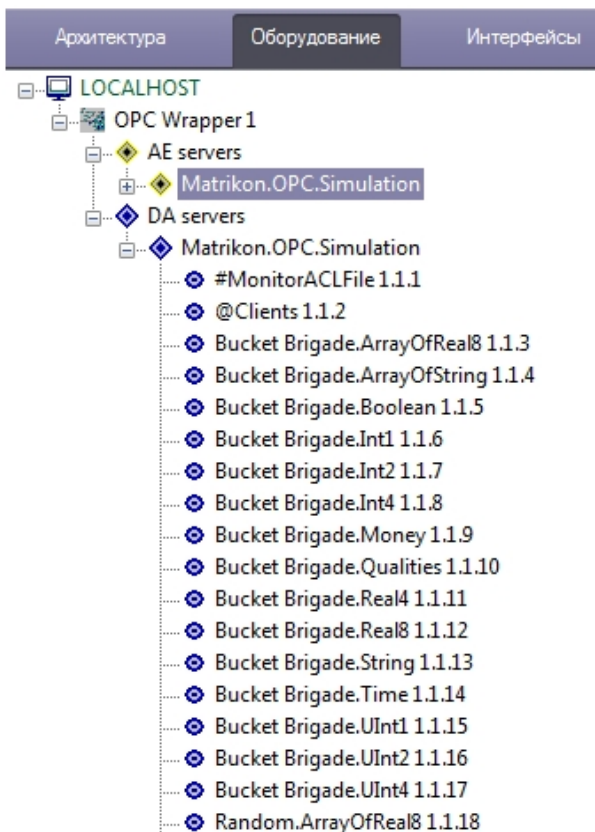 Архитектура Оборудование Интерфейсы
LOCALHOST
OPC Wrapper 1
AE servers
Matrikon.OPC.Simulation
DA servers
Matrikon.OPC.Simulation
#MonitorACLFile 1.1.1
@Clients 1.1.2
Bucket Brigade.ArrayOfReal8 1.1.3
Bucket Brigade.ArrayOfString 1.1.4
Bucket Brigade.Boolean 1.1.5
Bucket Brigade.Int1 1.1.6
Bucket Brigade.Int2 1.1.7
Bucket Brigade.Int4 1.1.8
Bucket Brigade.Money 1.1.9
Bucket Brigade.Qualities 1.1.10
Bucket Brigade.Real4 1.1.11
Bucket Brigade.Real8 1.1.12
Bucket Brigade.String 1.1.13
Bucket Brigade.Time 1.1.14
Bucket Brigade.UInt1 1.1.15
Bucket Brigade.UInt2 1.1.16
Bucket Brigade.UInt4 1.1.17
Random.ArrayOfReal8 1.1.18